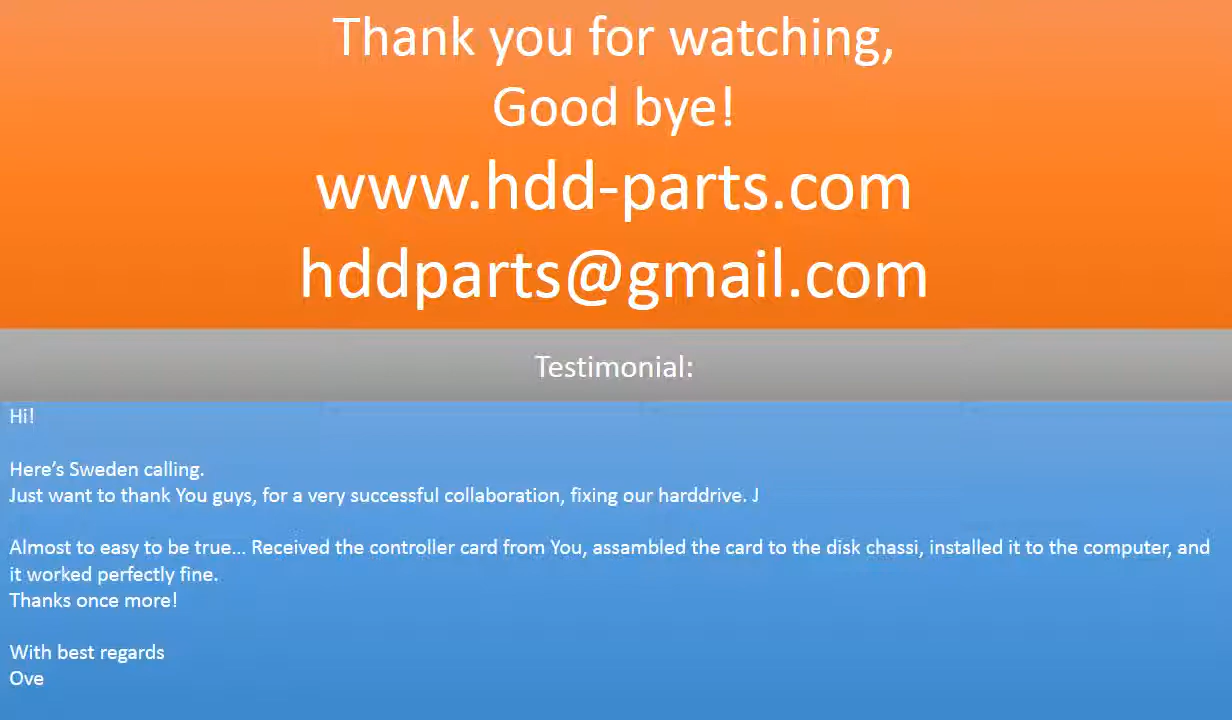 Thank you for watching,
Good bye!
www.hdd-parts.com
hddparts@gmail.com
Testimonial:
Hi!
Here’s Sweden calling.
Just want to thank You guys, for a very successful collaboration, fixing our harddrive. J
Almost to easy to be true… Received the controller card from You, assembled the card to the disk chassi, installed it to the computer, and
it worked perfectly fine.
Thanks once more!
With best regards
Ove